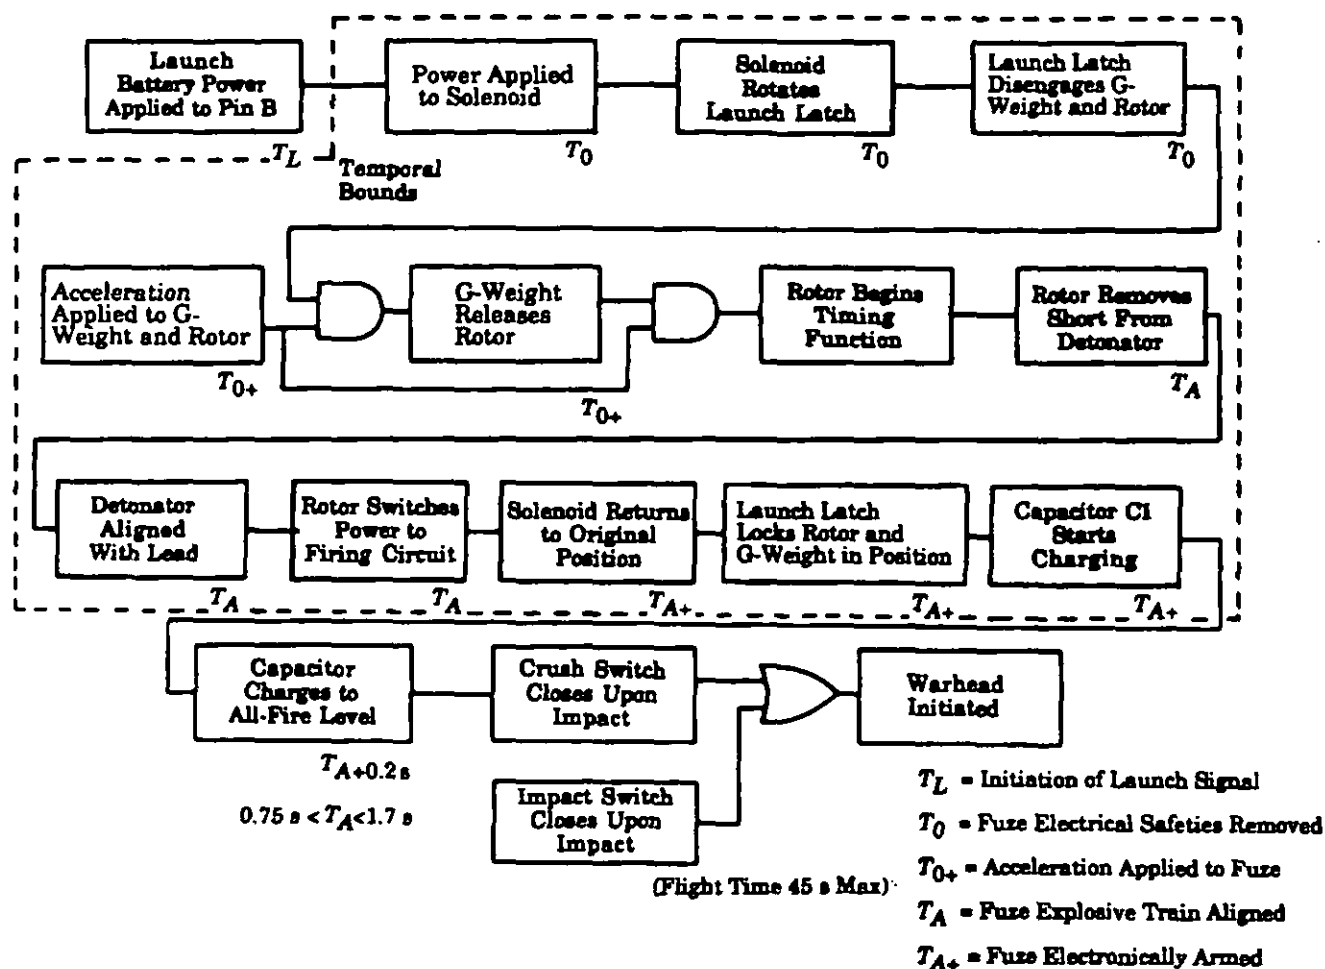 Launch
Battery Power
Applied to Pin B
T_L
Power Applied
to Solenoid
T_0
Solenoid
Rotates
Launch Latch
T_0
Launch Latch
Disengages G-
Weight and Rotor
T_0
Temporal
Bounds
Acceleration
Applied to G-
Weight and Rotor
T_0+
G-Weight
Releases
Rotor
T_0+
Rotor Begins
Timing
Function
Rotor Removes
Short From
Detonator
T_A
Detonator
Aligned
With Lead
T_A
Rotor Switches
Power to
Firing Circuit
T_A
Solenoid Returns
to Original
Position
T_A+
Launch Latch
Locks Rotor and
G-Weight in Position
T_A+
Capacitor C1
Starts
Charging
T_A+
Capacitor
Charges to
All-Fire Level
T_A+0.2 s
0.75 s < T_A < 1.7 s
Crush Switch
Closes Upon
Impact
Impact Switch
Closes Upon
Impact
(Flight Time 45 s Max)
Warhead
Initiated
T_L = Initiation of Launch Signal
T_0 = Fuze Electrical Safeties Removed
T_0+ = Acceleration Applied to Fuze
T_A = Fuze Explosive Train Aligned
T_A+ = Fuze Electronically Armed